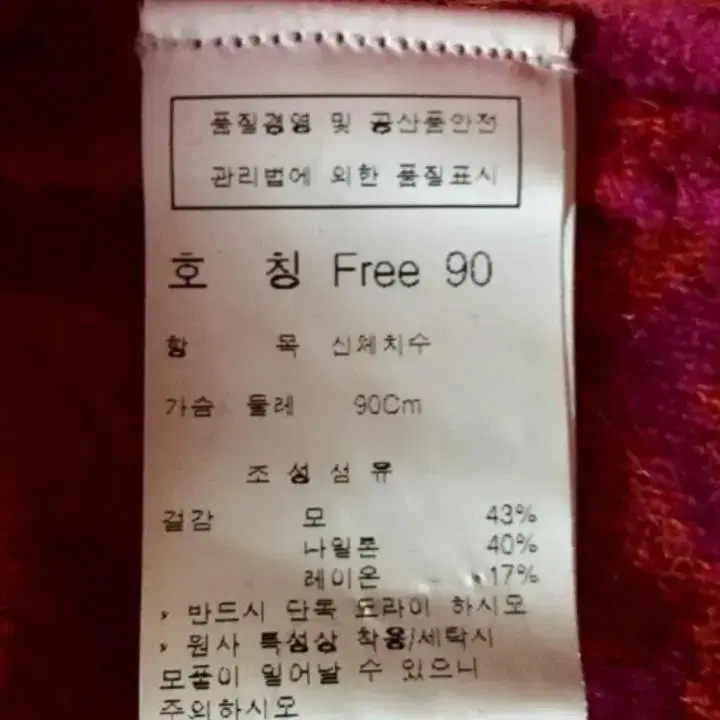 품질경영 및 공산품안전
관리법에 의한 품질표시
호 칭 Free 90
항 목 신체치수
가슴 둘레 90Cm
조성섬유
겉감 모 43%
나일론 40%
레이온 17%
, 반드시 단독 드라이 하시오
, 원사 특성상 착용/세탁시
모풀이 일어날 수 있으니
주의하시오